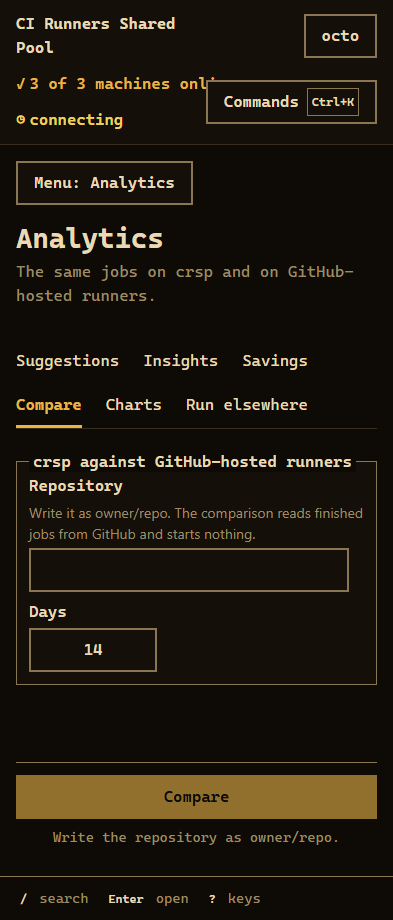 CI Runners Shared
Pool
octo
✓ 3 of 3 machines onli
Commands Ctrl+K
connecting
Menu: Analytics
Analytics
The same jobs on crsp and on GitHub-
hosted runners.
Suggestions Insights Savings
Compare Charts Run elsewhere
crsp against GitHub-hosted runners
Repository
Write it as owner/repo. The comparison reads finished
jobs from GitHub and starts nothing.
Days
14
Compare
Write the repository as owner/repo.
/ search Enter open ? keys